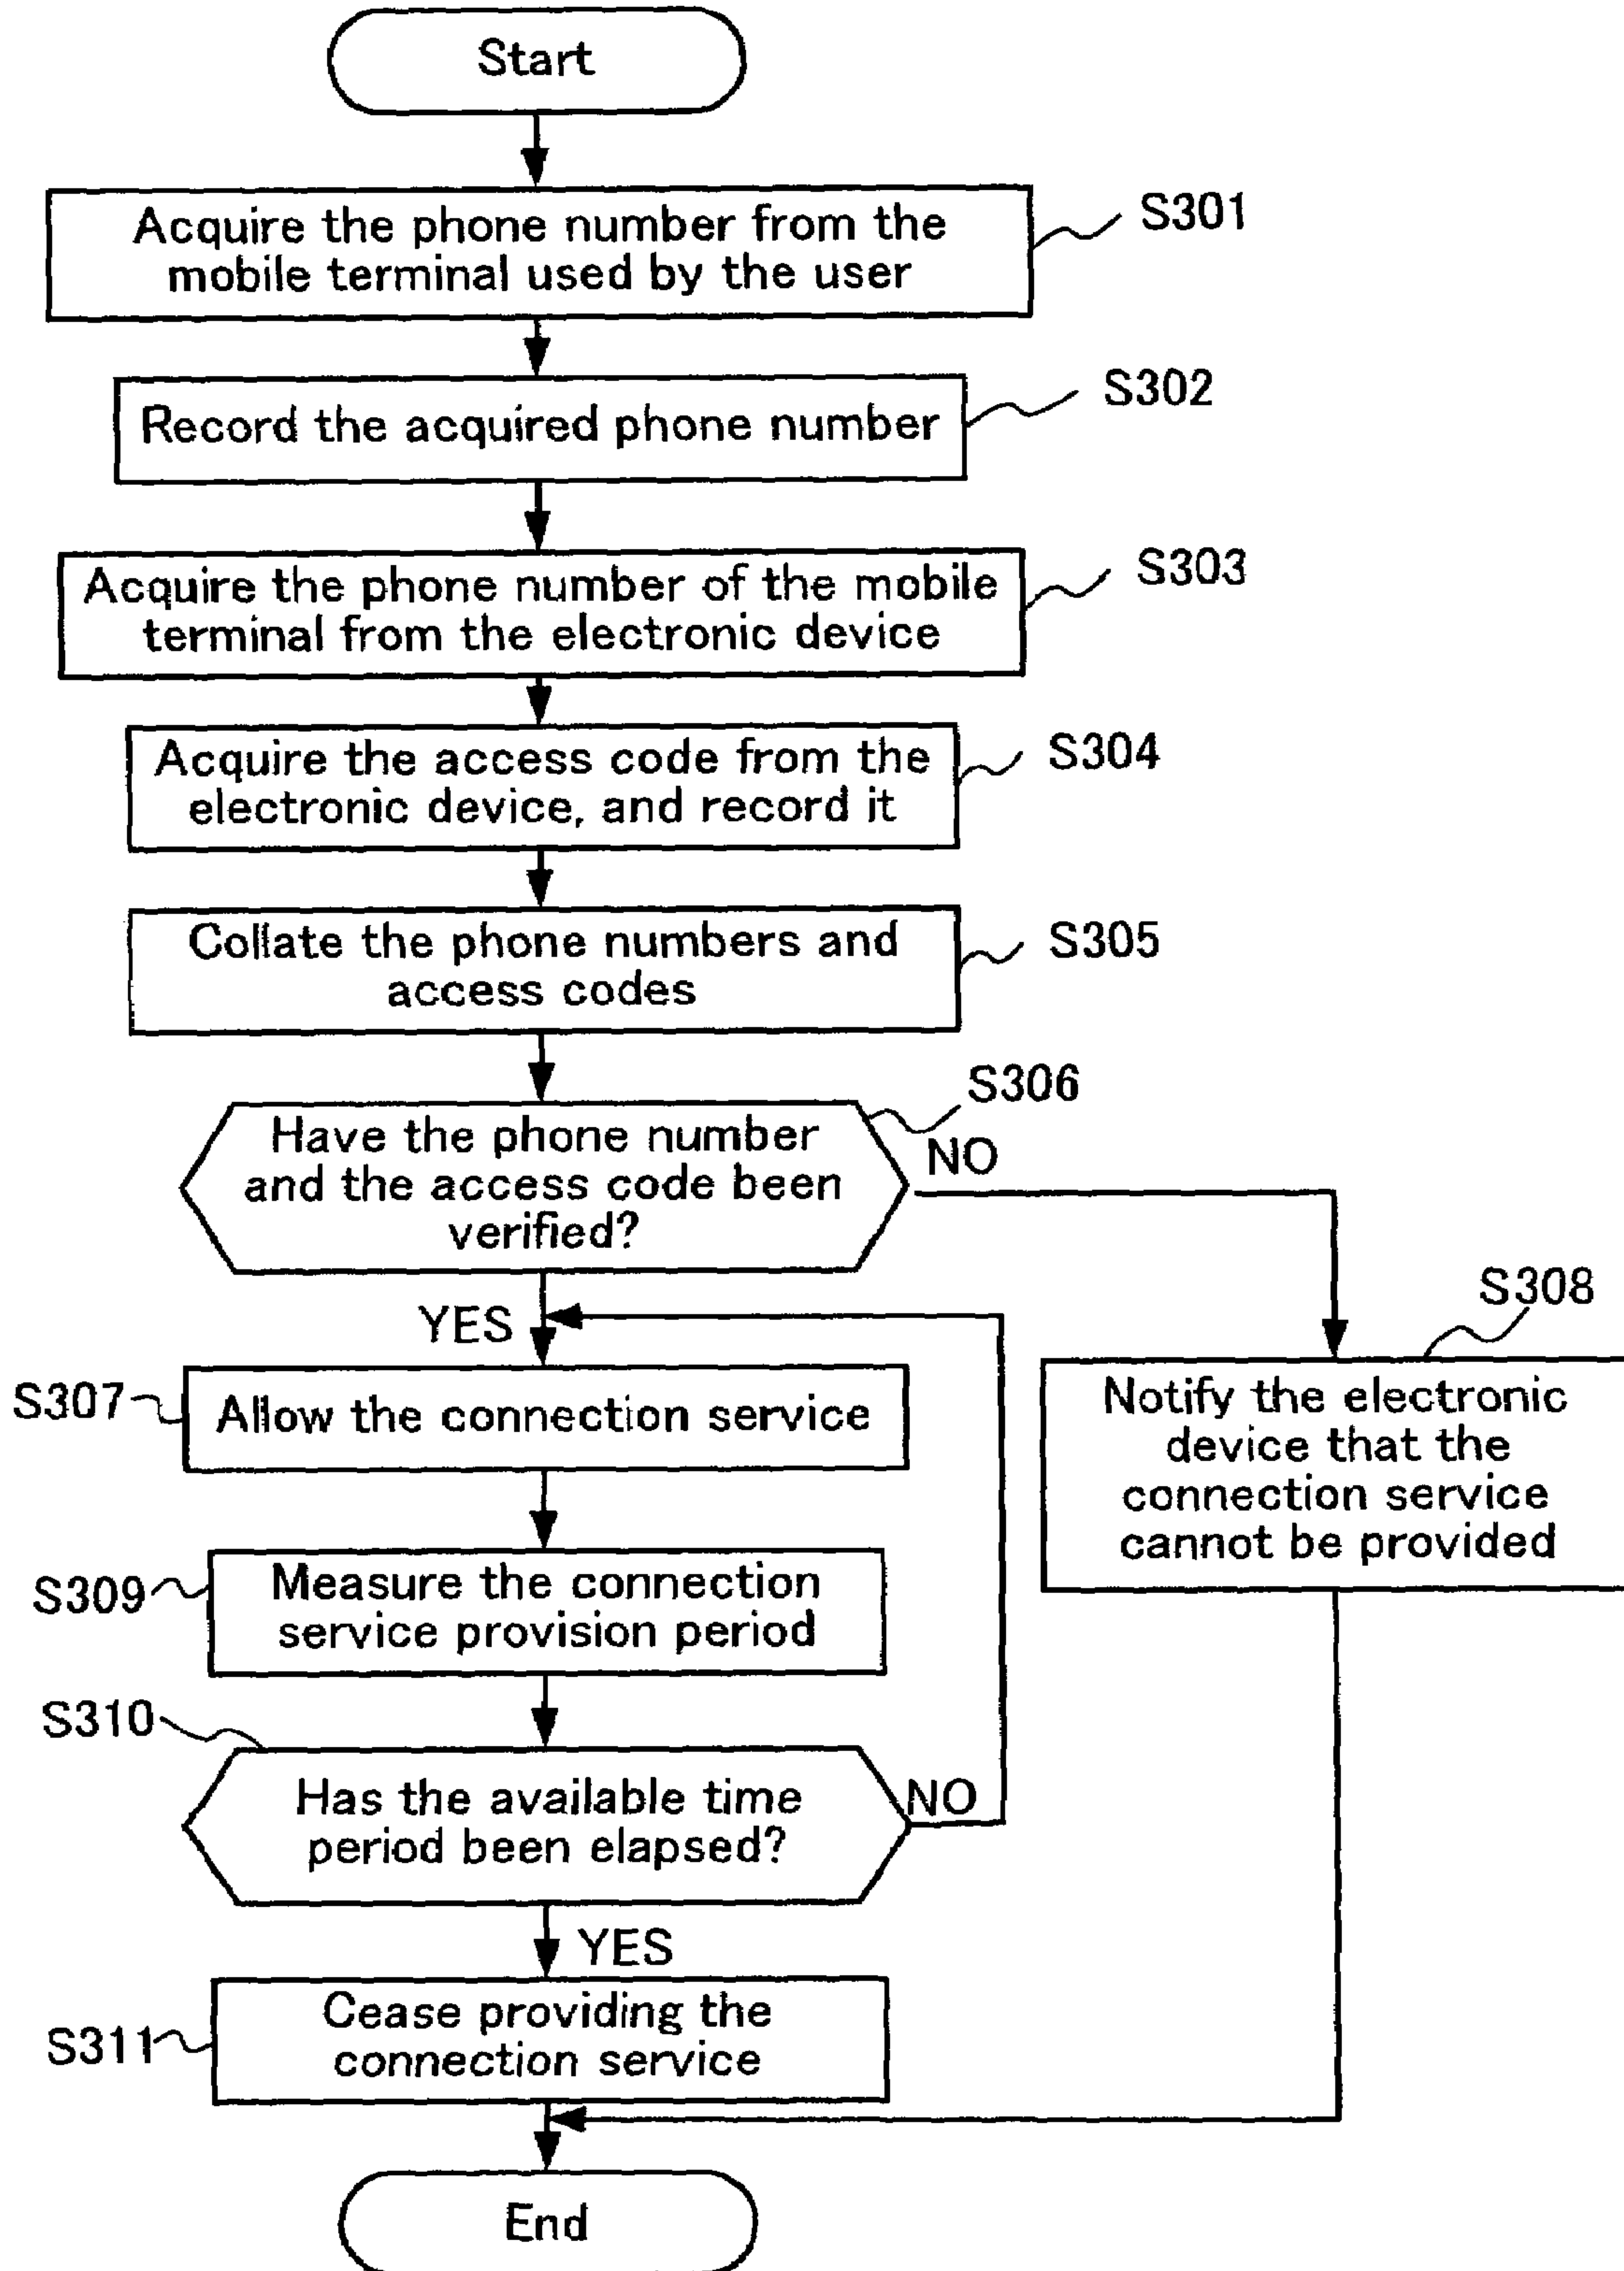 Start
Acquire the phone number from the
mobile terminal used by the user
S301
Record the acquired phone number
S302
Acquire the phone number of the mobile
terminal from the electronic device
S303
Acquire the access code from the
electronic device, and record it
S304
Collate the phone numbers and
access codes
S305
S306
Have the phone number
and the access code been
verified?
NO
YES
S307
Allow the connection service
S308
Notify the electronic
device that the
connection service
cannot be provided
S309
Measure the connection
service provision period
S310
Has the available time
period been elapsed?
NO
YES
S311
Cease providing the
connection service
End